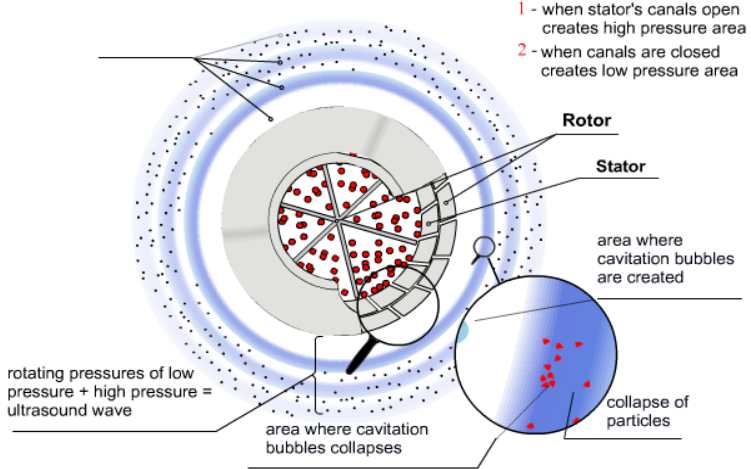 1 - when stator's canals open
creates high pressure area
2 - when canals are closed
creates low pressure area
Rotor
Stator
area where
cavitation bubbles
are created
rotating pressures of low
pressure + high pressure =
ultrasound wave
area where cavitation
bubbles collapses
collapse of
particles